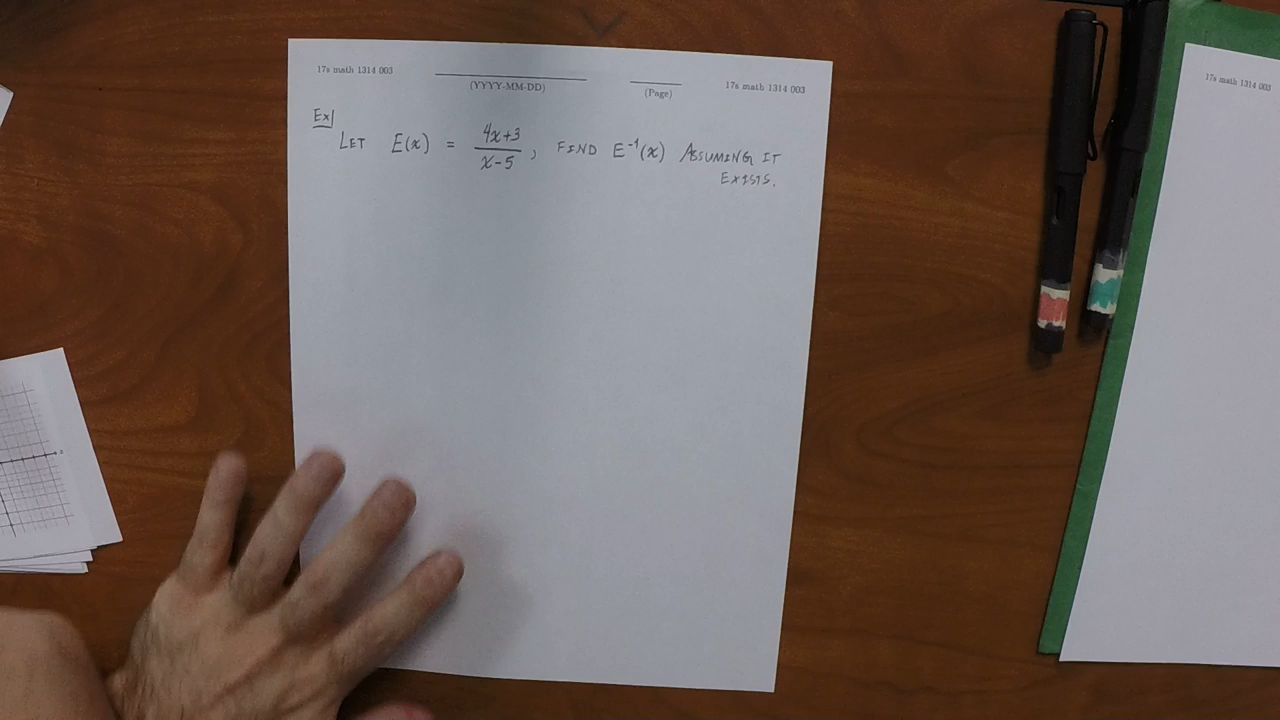 17s math 1314 003
(YYYY-MM-DD)
(Page)
17s math 1314 003
Ex
LET E(x) = \frac{4x+3}{x-5}, FIND E⁻¹(x) ASSUMING IT
EXISTS.
17s math 1314 003